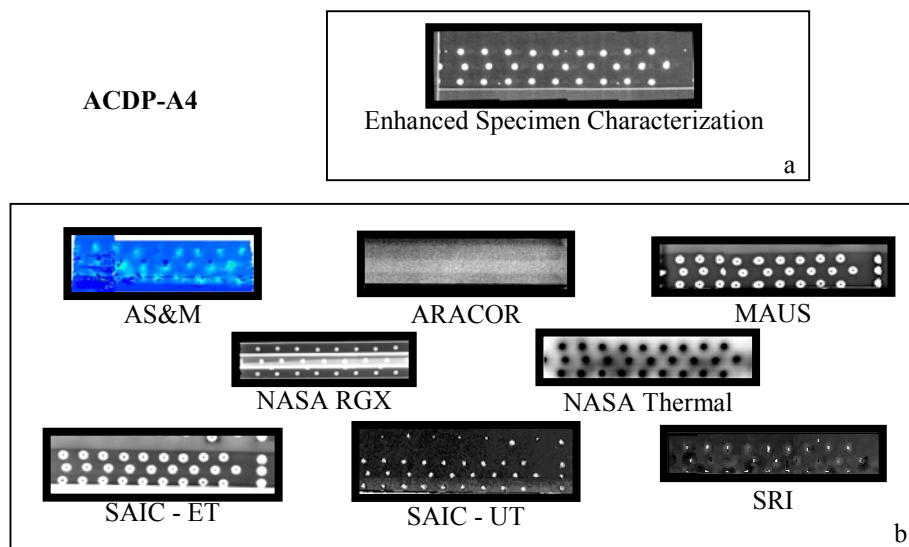 ACDP-A4
Enhanced Specimen Characterization
a
AS&M
ARACOR
MAUS
NASA RGX
NASA Thermal
SAIC - ET
SAIC - UT
SRI
b